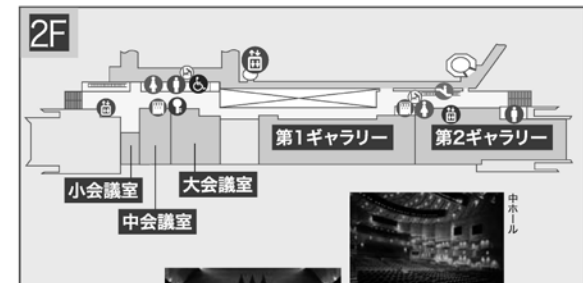 2F
第1ギャラリー
第2ギャラリー
小会議室
大会議室
中会議室
中ホール